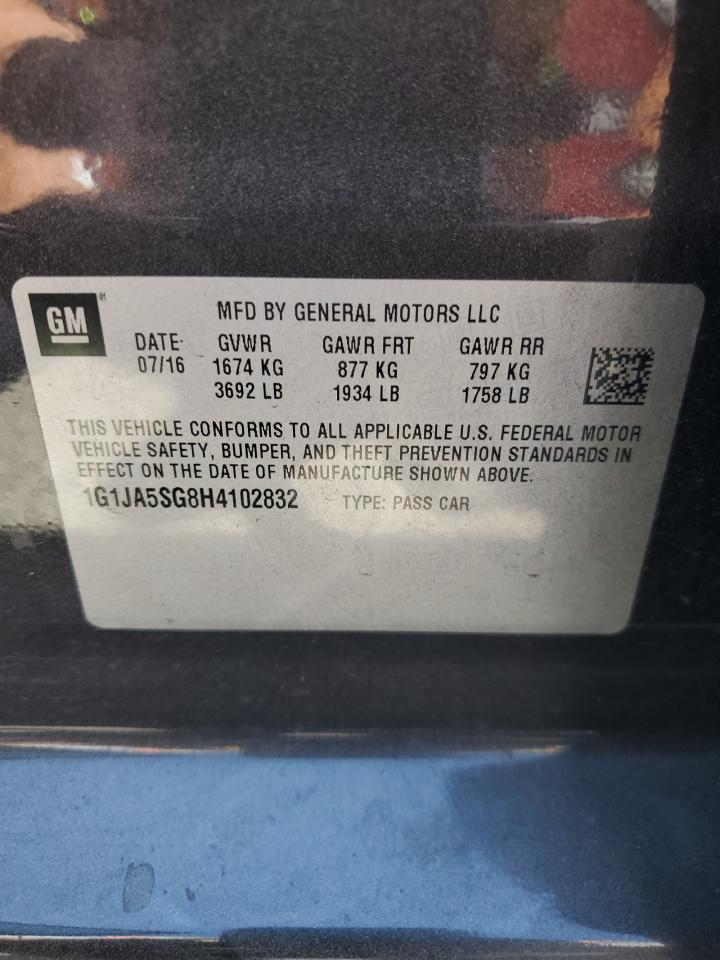 GM®
MFD BY GENERAL MOTORS LLC
DATE GVWR GAWR FRT GAWR RR
07/16 1674 KG 877 KG 797 KG
3692 LB 1934 LB 1758 LB
THIS VEHICLE CONFORMS TO ALL APPLICABLE U.S. FEDERAL MOTOR
VEHICLE SAFETY, BUMPER, AND THEFT PREVENTION STANDARDS IN
EFFECT ON THE DATE OF MANUFACTURE SHOWN ABOVE.
1G1JA5SG8H4102832 TYPE: PASS CAR